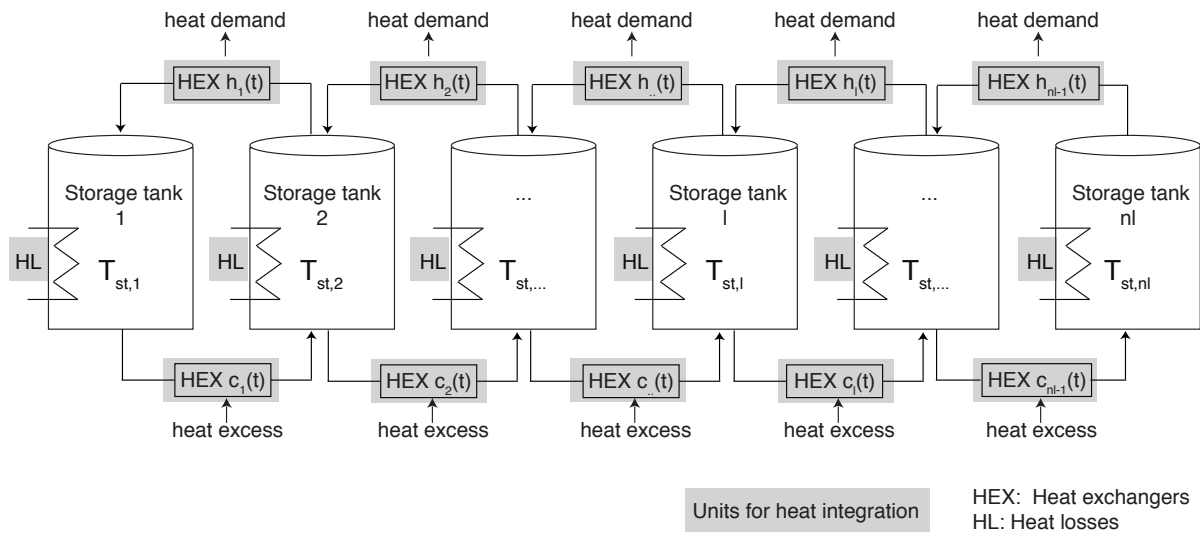 heat demand heat demand heat demand heat demand heat demand
HEX h1(t) HEX h2(t) HEX h..(t) HEX hl(t) HEX hnl-1(t)
Storage tank 1 Storage tank 2 ... Storage tank l ... Storage tank nl
HL HL HL HL HL HL
Tst,1 Tst,2 Tst,... Tst,l Tst,... Tst,nl
HEX c1(t) HEX c2(t) HEX c..(t) HEX cl(t) HEX cnl-1(t)
heat excess heat excess heat excess heat excess heat excess
Units for heat integration
HEX: Heat exchangers
HL: Heat losses